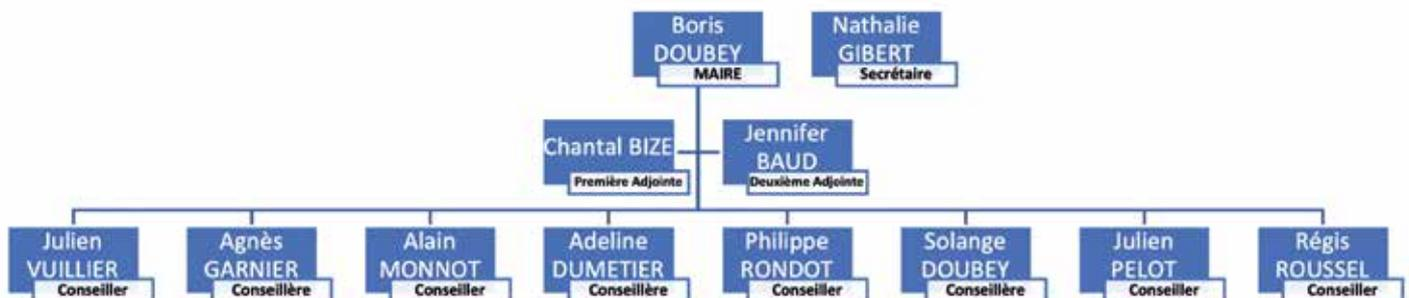 Boris
DOUBEY
MAIRE
Nathalie
GIBERT
Secrétaire
Chantal BIZE
Première Adjointe
Jennifer
BAUD
Deuxième Adjointe
Julien
VUILLIER
Conseiller
Agnès
GARNIER
Conseillère
Alain
MONNOT
Conseiller
Adeline
DUMETIER
Conseillère
Philippe
RONDOT
Conseiller
Solange
DOUBEY
Conseillère
Julien
PELOT
Conseiller
Régis
ROUSSEL
Conseiller